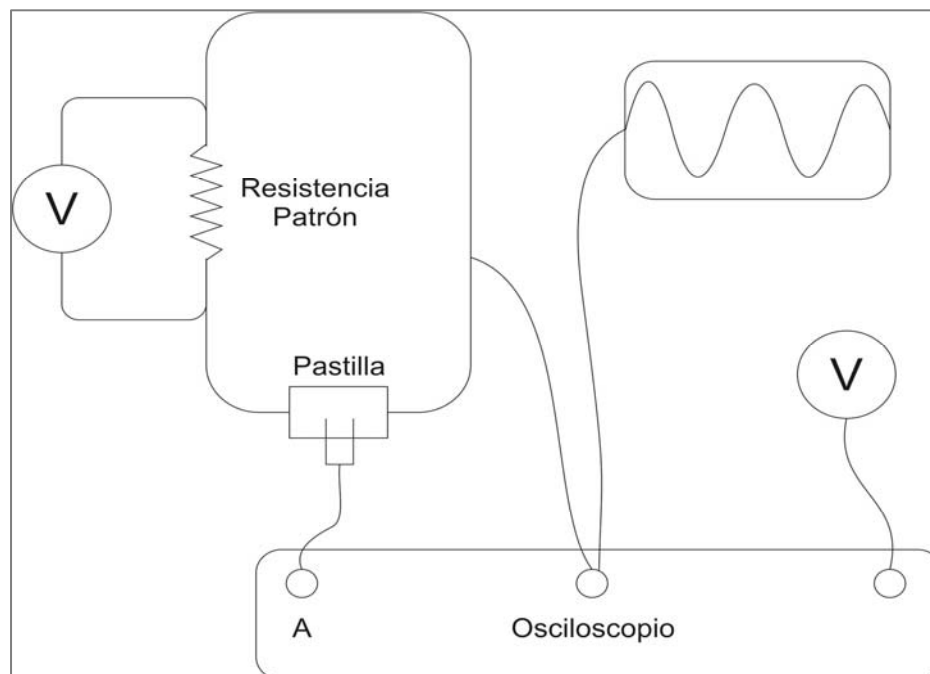 V
Resistencia
Patrón
Pastilla
V
A
Osciloscopio